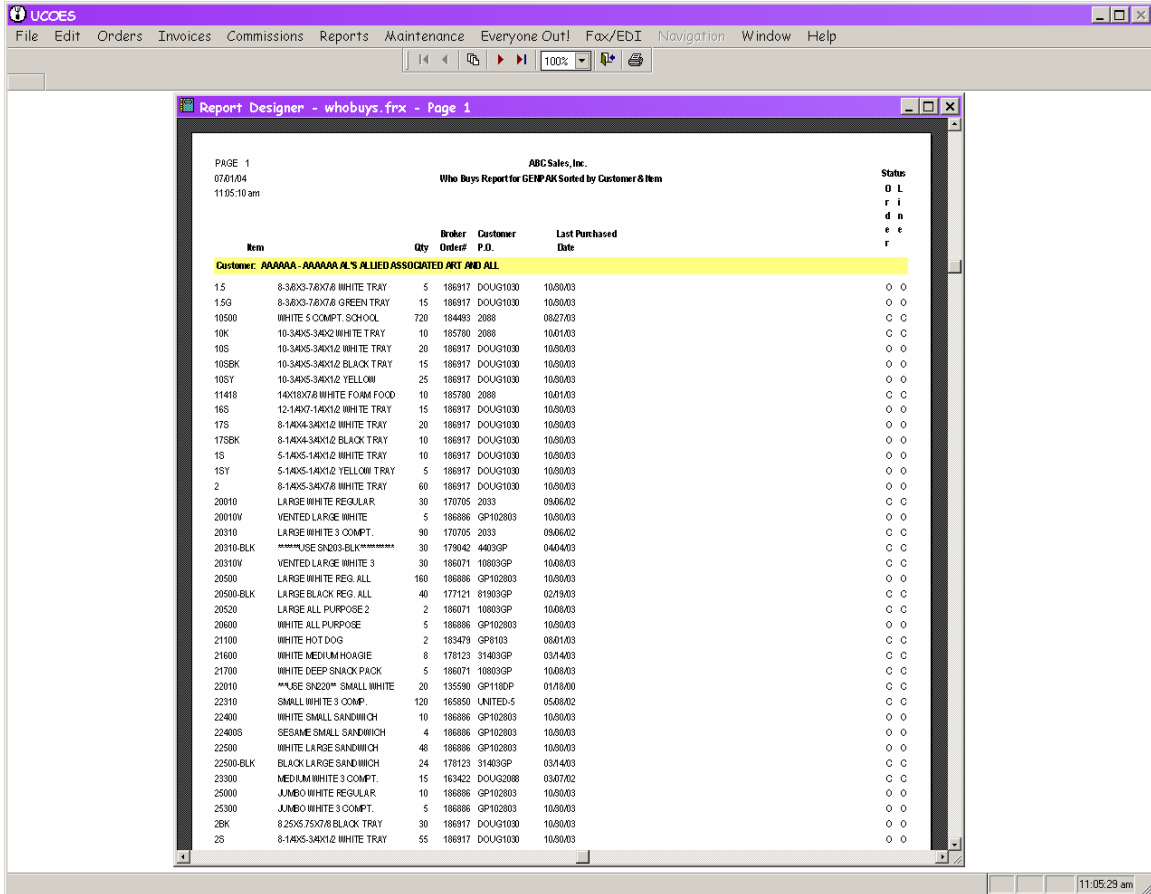 UCOES
File Edit Orders Invoices Commissions Reports Maintenance Everyone Out! Fax/EDI Navigation Window Help
100%
Report Designer - whobuys.frx - Page 1
PAGE 1 ABC Sales, Inc.
07/01/04 Who Buys Report for GENPAK Sorted by Customer & Item
11:05:10 am
Status
Order Line
Item Qty Broker Order# Customer P.O. Last Purchased Date
Customer: AAAAAA - AAAAAA AL'S ALLIED ASSOCIATED ART AND ALL
1.5 8-3/8X3-7/8X7/8 WHITE TRAY 5 186917 DOUG1030 10/30/03 O O
1.5G 8-3/8X3-7/8X7/8 GREEN TRAY 15 186917 DOUG1030 10/30/03 O O
10500 WHITE 5 COMPT. SCHOOL 720 184493 2088 08/27/03 C C
10K 10-3/4X5-3/4X2 WHITE TRAY 10 185780 2088 10/01/03 C C
10S 10-3/4X5-3/4X1/2 WHITE TRAY 20 186917 DOUG1030 10/30/03 O O
10SBK 10-3/4X5-3/4X1/2 BLACK TRAY 15 186917 DOUG1030 10/30/03 O O
10SY 10-3/4X5-3/4X1/2 YELLOW 25 186917 DOUG1030 10/30/03 O O
11418 14X18X7/8 WHITE FOAM FOOD 10 185780 2088 10/01/03 C C
16S 12-1/4X7-1/4X1/2 WHITE TRAY 15 186917 DOUG1030 10/30/03 O O
17S 8-1/4X4-3/4X1/2 WHITE TRAY 20 186917 DOUG1030 10/30/03 O O
17SBK 8-1/4X4-3/4X1/2 BLACK TRAY 10 186917 DOUG1030 10/30/03 O O
1S 5-1/4X5-1/4X1/2 WHITE TRAY 10 186917 DOUG1030 10/30/03 O O
1SY 5-1/4X5-1/4X1/2 YELLOW TRAY 5 186917 DOUG1030 10/30/03 O O
2 8-1/4X5-3/4X7/8 WHITE TRAY 60 186917 DOUG1030 10/30/03 O O
20010 LARGE WHITE REGULAR 30 170705 2033 09/06/02 C C
20010V VENTED LARGE WHITE 5 186886 GP102803 10/30/03 O O
20310 LARGE WHITE 3 COMPT. 90 170705 2033 09/06/02 C C
20310-BLK *******USE SN203-BLK********** 30 179042 4403GP 04/04/03 C C
20310V VENTED LARGE WHITE 3 30 186071 10803GP 10/08/03 C C
20500 LARGE WHITE REG. ALL 160 186886 GP102803 10/30/03 O O
20500-BLK LARGE BLACK REG. ALL 40 177121 81903GP 02/19/03 C C
20520 LARGE ALL PURPOSE 2 2 186071 10803GP 10/08/03 C C
20600 WHITE ALL PURPOSE 5 186886 GP102803 10/30/03 O O
21100 WHITE HOT DOG 2 183479 GP8103 08/01/03 C C
21600 WHITE MEDIUM HOAGIE 8 178123 31403GP 03/14/03 C C
21700 WHITE DEEP SNACK PACK 5 186071 10803GP 10/08/03 C C
22010 ***USE SN220** SMALL WHITE 20 135590 GP118DP 01/18/00 C C
22310 SMALL WHITE 3 COMP. 120 165850 UNITED-5 05/08/02 C C
22400 WHITE SMALL SANDWICH 10 186886 GP102803 10/30/03 O O
22400S SESAME SMALL SANDWICH 4 186886 GP102803 10/30/03 O O
22500 WHITE LARGE SANDWICH 48 186886 GP102803 10/30/03 O O
22500-BLK BLACK LARGE SANDWICH 24 178123 31403GP 03/14/03 C C
23300 MEDIUM WHITE 3 COMPT. 15 163422 DOUG2088 03/07/02 C C
25000 JUMBO WHITE REGULAR 10 186886 GP102803 10/30/03 O O
25300 JUMBO WHITE 3 COMPT. 5 186886 GP102803 10/30/03 O O
2BK 8.25X5.75X7/8 BLACK TRAY 30 186917 DOUG1030 10/30/03 O O
2S 8-1/4X5-3/4X1/2 WHITE TRAY 55 186917 DOUG1030 10/30/03 O O
11:05:29 am